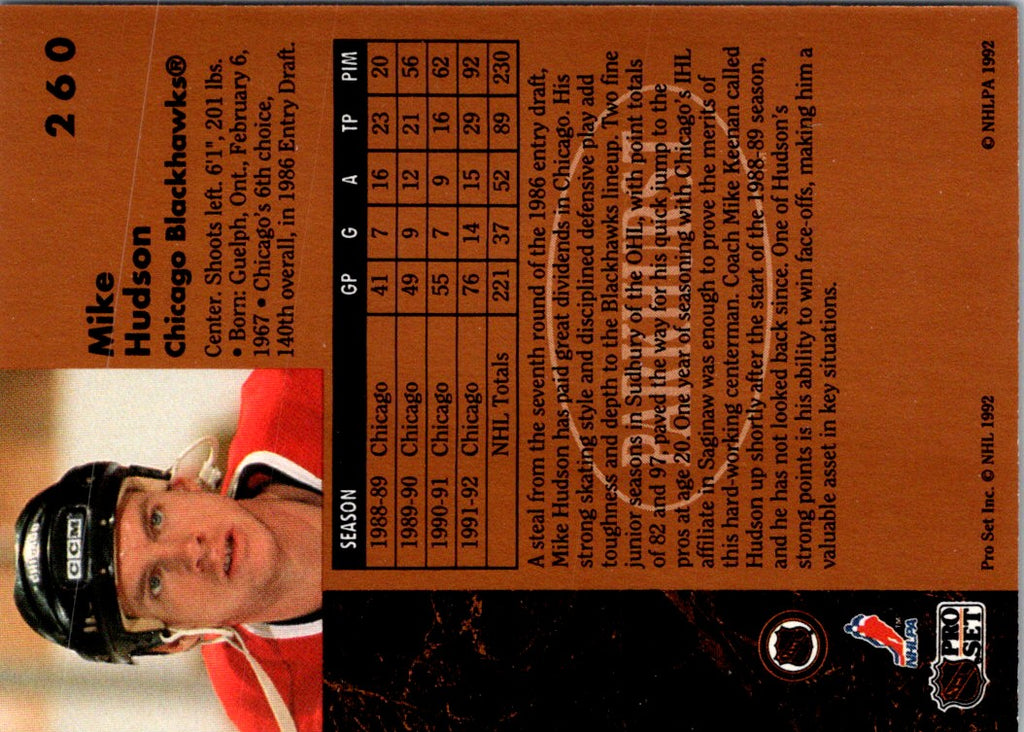 260
Mike
Hudson
Chicago Blackhawks®
Center. Shoots left. 6'1", 201 lbs.
• Born: Guelph, Ont., February 6,
1967 • Chicago's 6th choice,
140th overall, in 1986 Entry Draft.
CCM
SEASON GP G A TP PIM
1988-89 Chicago 41 7 16 23 20
1989-90 Chicago 49 9 12 21 56
1990-91 Chicago 55 7 9 16 62
1991-92 Chicago 76 14 15 29 92
NHL Totals 221 37 52 89 230
PARKHURST
A steal from the seventh round of the 1986 entry draft,
Mike Hudson has paid great dividends in Chicago. His
strong skating style and disciplined defensive play add
toughness and depth to the Blackhawks lineup. Two fine
junior seasons in Sudbury of the OHL, with point totals
of 82 and 97, paved the way for his quick jump to the
pros at age 20. One year of seasoning with Chicago's IHL
affiliate in Saginaw was enough to prove the merits of
this hard-working centerman. Coach Mike Keenan called
Hudson up shortly after the start of the 1988-89 season,
and he has not looked back since. One of Hudson's
strong points is his ability to win face-offs, making him a
valuable asset in key situations.
NHLPA™
PRO
SET
Pro Set Inc. © NHL 1992 © NHLPA 1992